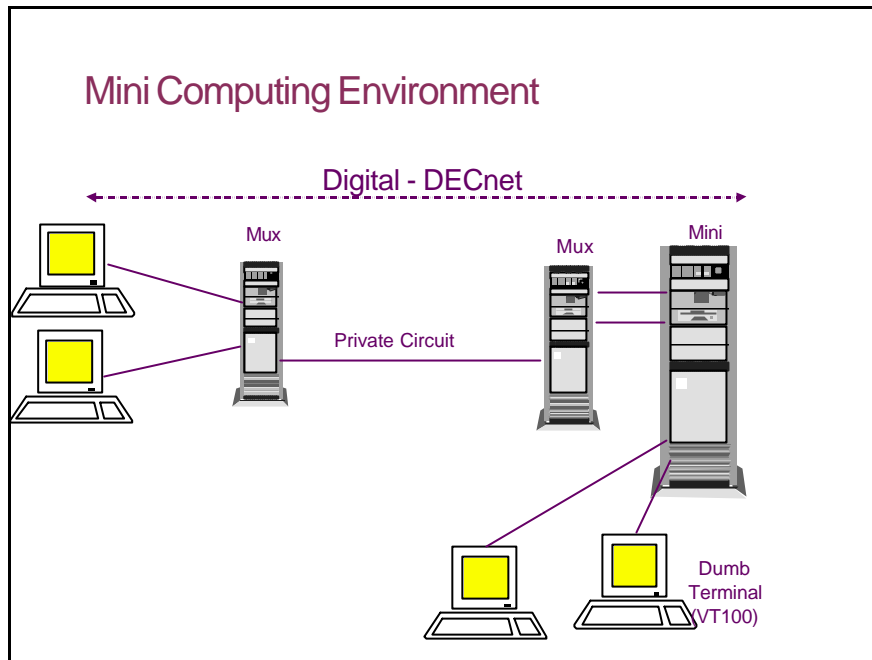 Mini Computing Environment
Digital - DECnet
Mux
Mux
Mini
Private Circuit
Dumb
Terminal
(VT100)